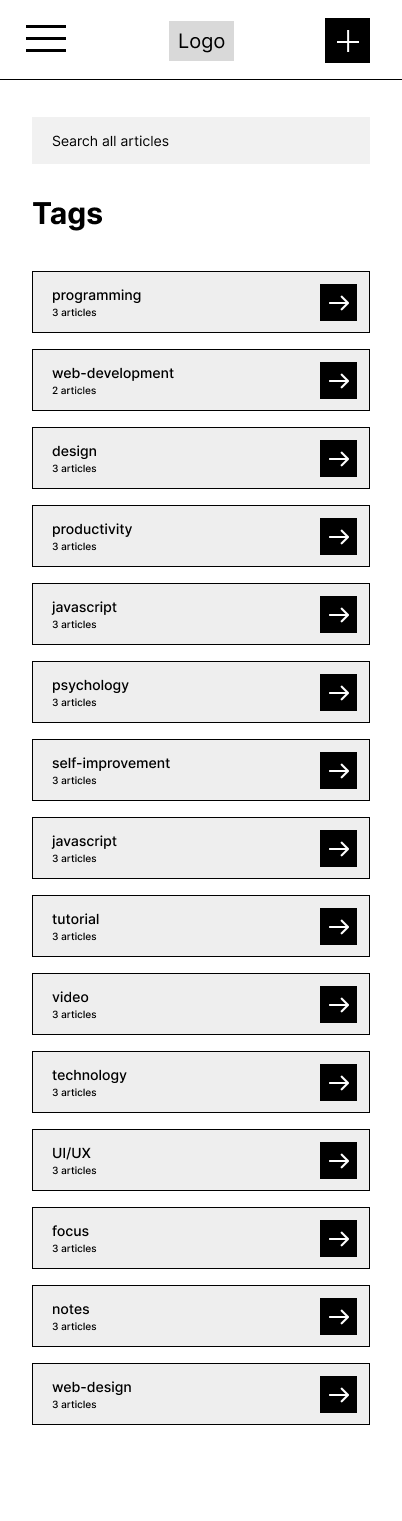 Logo
Search all articles
Tags
programming
3 articles
web-development
2 articles
design
3 articles
productivity
3 articles
javascript
3 articles
psychology
3 articles
self-improvement
3 articles
javascript
3 articles
tutorial
3 articles
video
3 articles
technology
3 articles
UI/UX
3 articles
focus
3 articles
notes
3 articles
web-design
3 articles